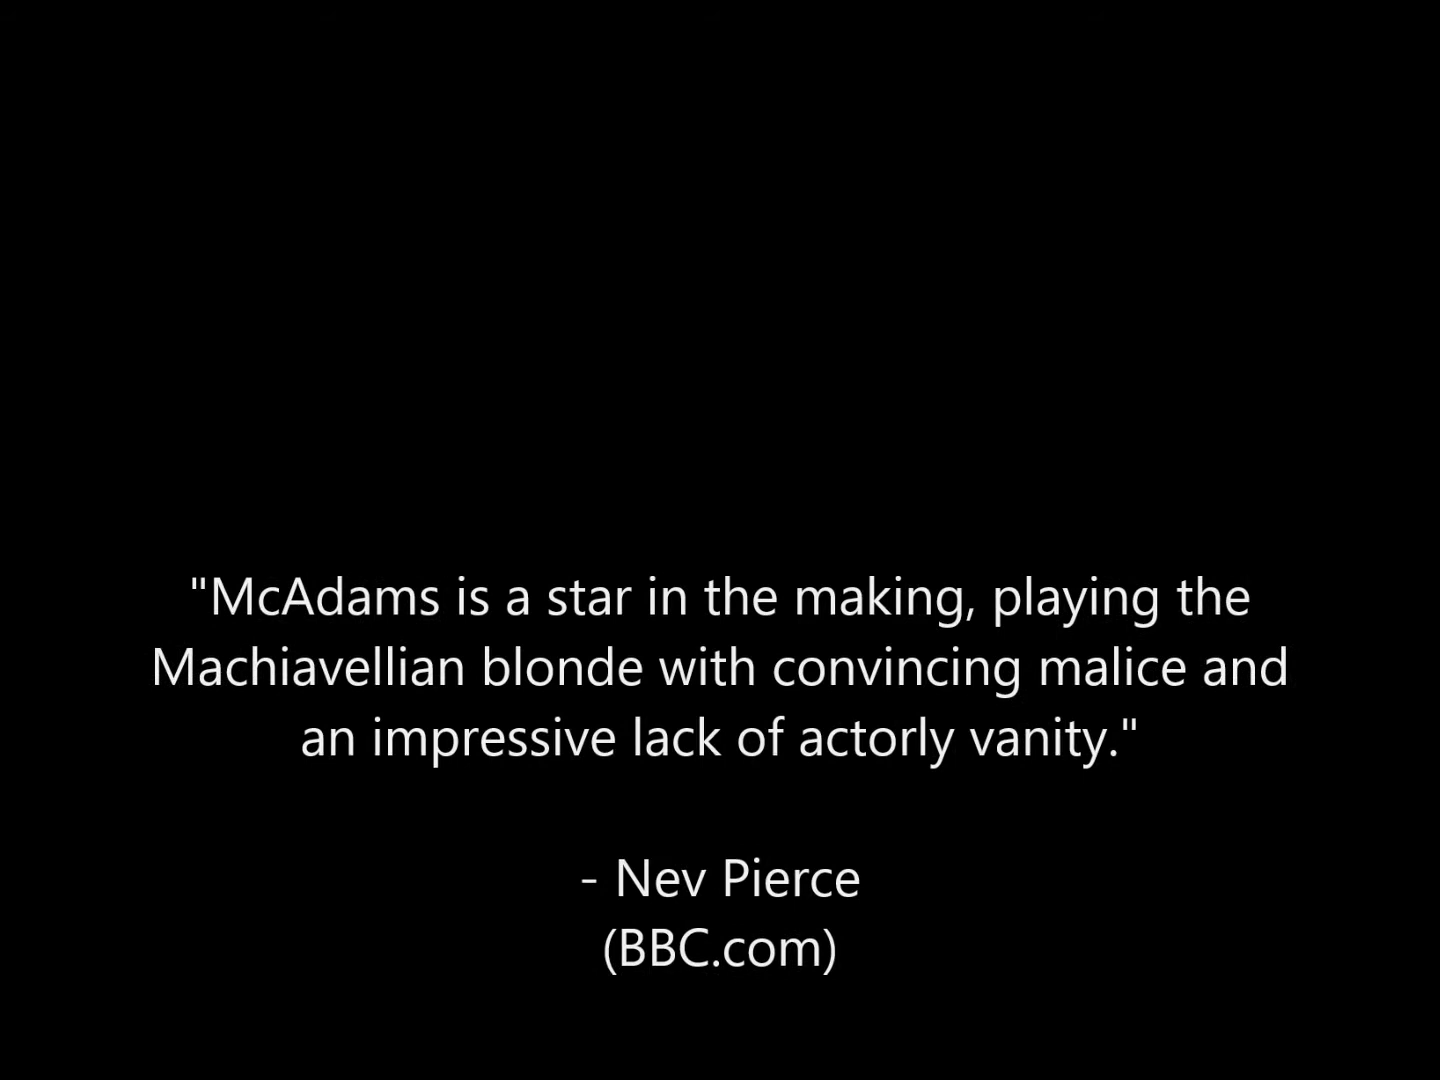 "McAdams is a star in the making, playing the
Machiavellian blonde with convincing malice and
an impressive lack of actorly vanity."
- Nev Pierce
(BBC.com)